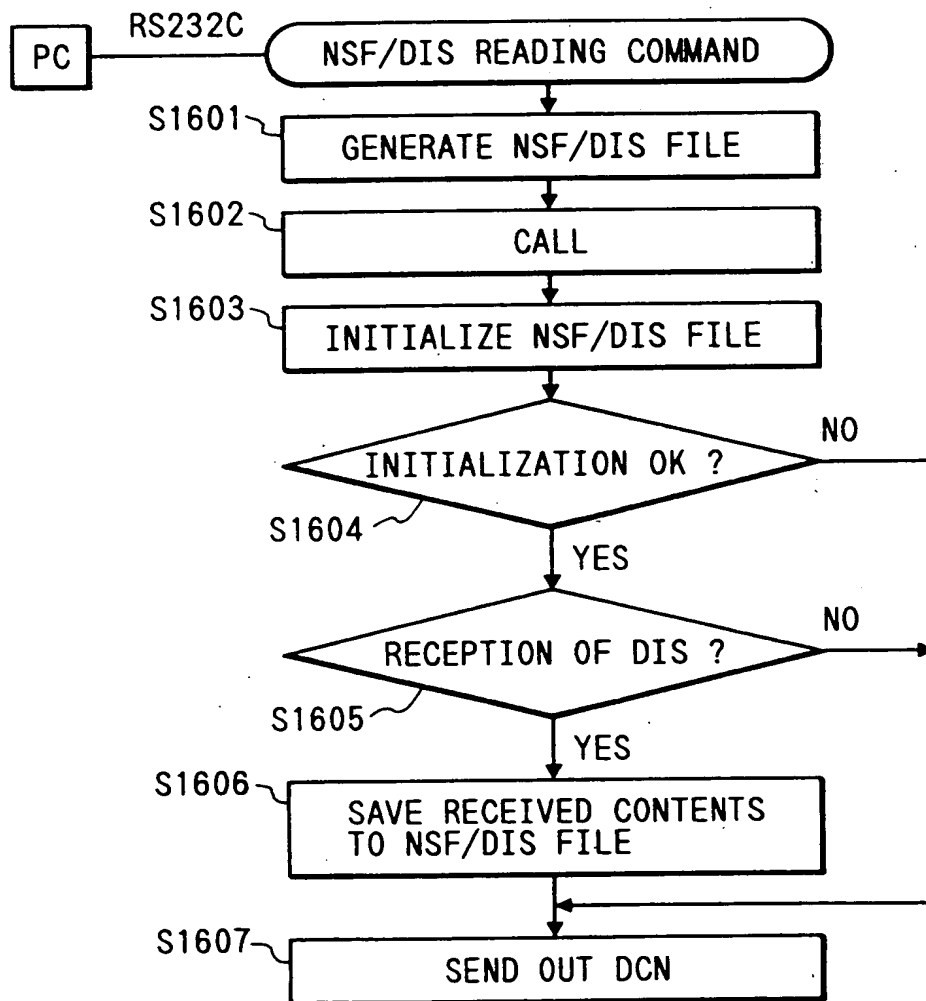 RS232C
PC
NSF/DIS READING COMMAND
S1601
GENERATE NSF/DIS FILE
S1602
CALL
S1603
INITIALIZE NSF/DIS FILE
NO
INITIALIZATION OK ?
S1604
YES
NO
RECEPTION OF DIS ?
S1605
YES
S1606
SAVE RECEIVED CONTENTS
TO NSF/DIS FILE
S1607
SEND OUT DCN